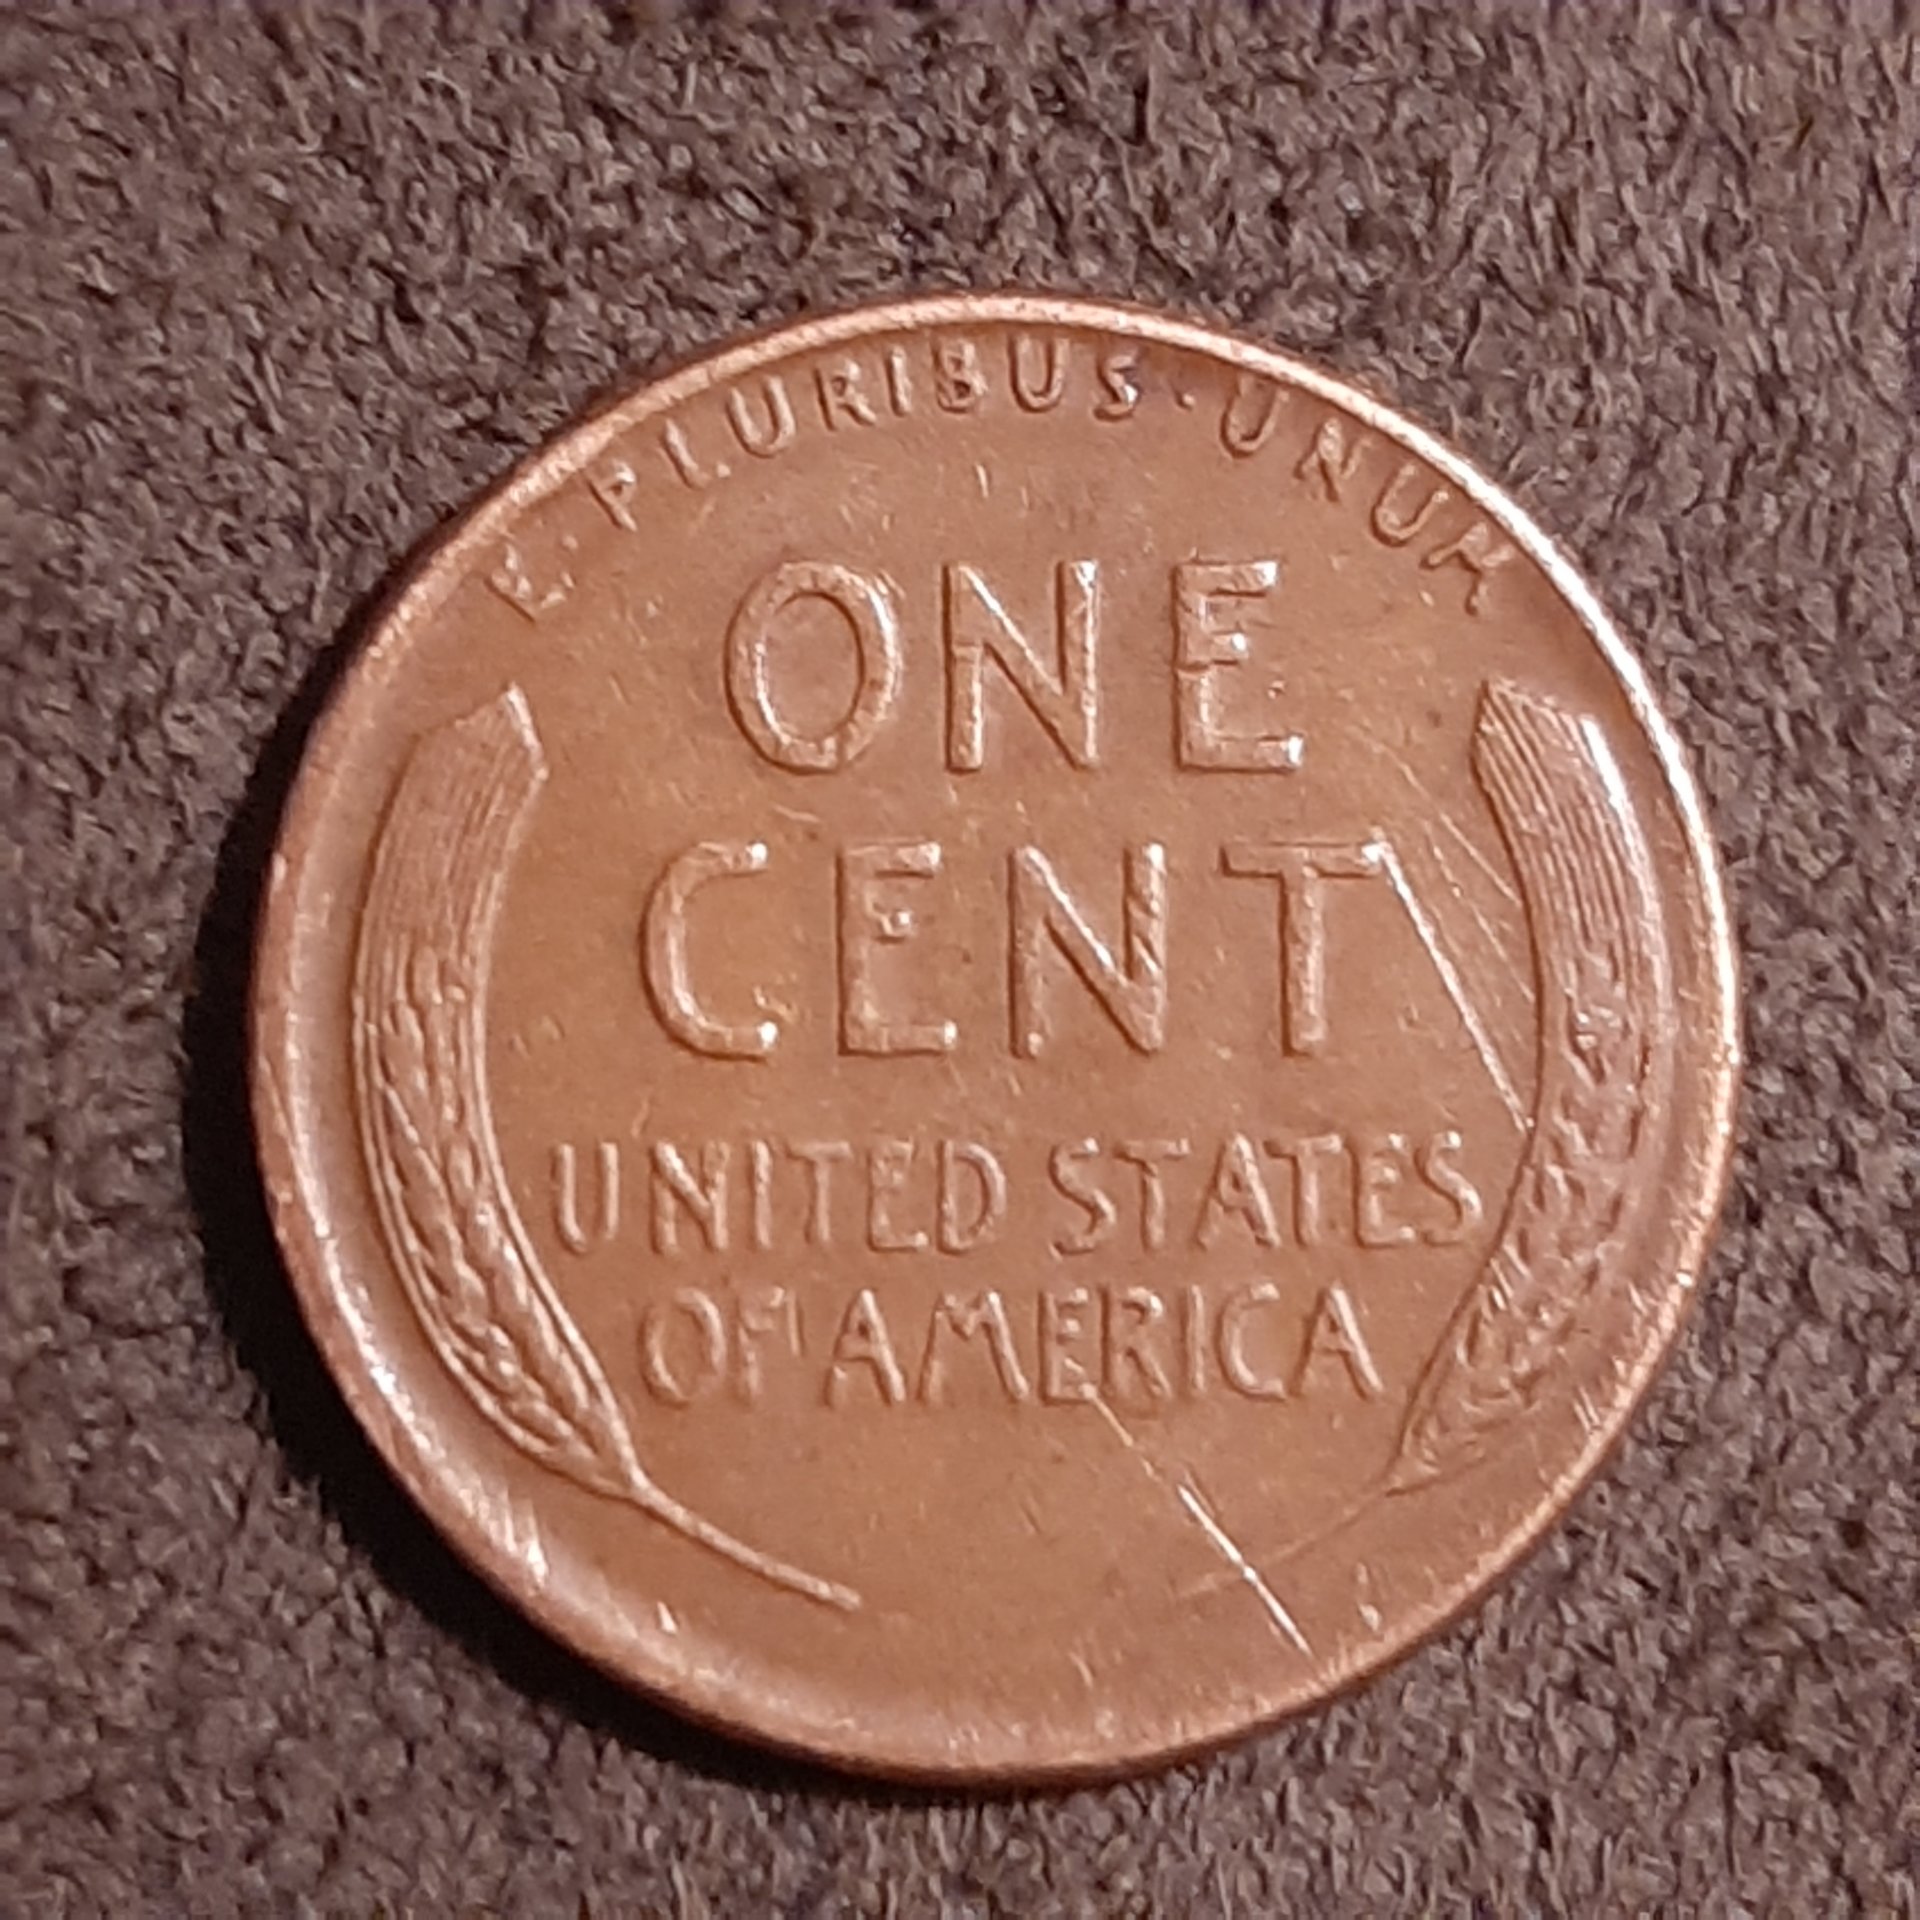 E·PLURIBUS·UNUM
ONE
CENT
UNITED STATES
OF AMERICA